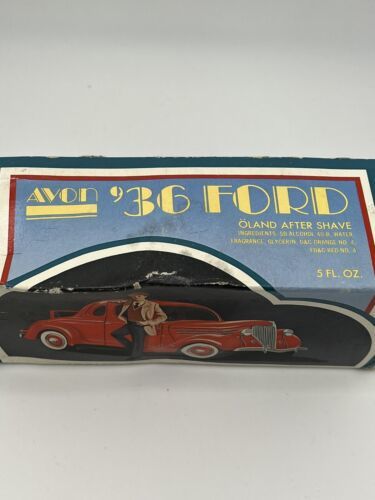 AVON '36 FORD
ÖLAND AFTER SHAVE
INGREDIENTS: SD ALCOHOL 40-B, WATER,
FRAGRANCE, GLYCERIN, D&C ORANGE NO. 4,
FD&C RED NO. 4
5 FL. OZ.